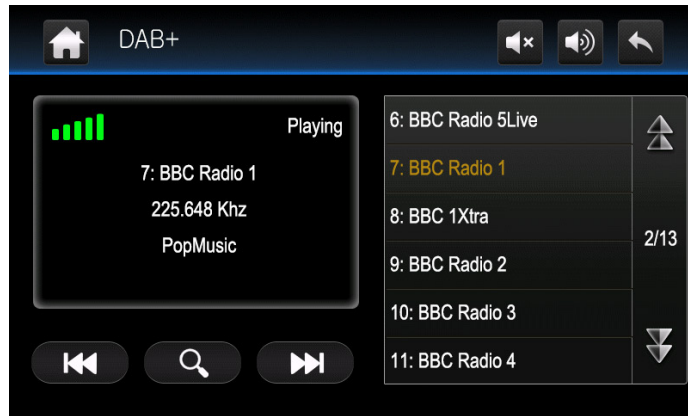 DAB+
Playing
7: BBC Radio 1
225.648 Khz
PopMusic
6: BBC Radio 5Live
7: BBC Radio 1
8: BBC 1Xtra
9: BBC Radio 2
10: BBC Radio 3
11: BBC Radio 4
2/13